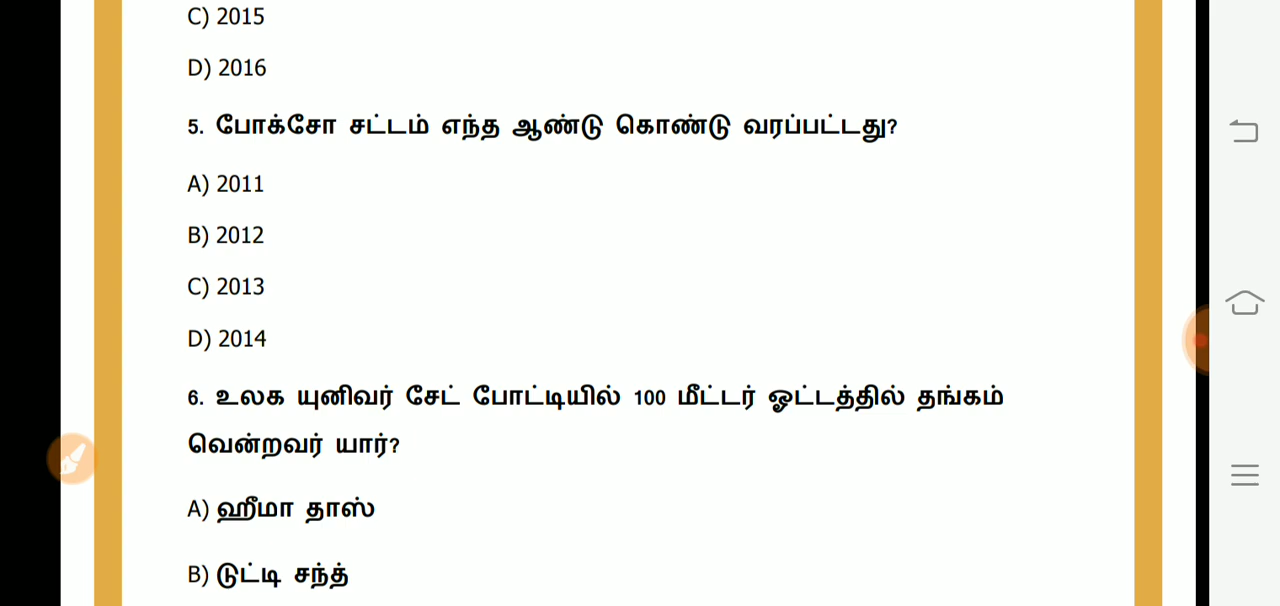 C) 2015
D) 2016
5. போக்சோ சட்டம் எந்த ஆண்டு கொண்டு வரப்பட்டது?
A) 2011
B) 2012
C) 2013
D) 2014
6. உலக யுனிவர் சேட் போட்டியில் 100 மீட்டர் ஓட்டத்தில் தங்கம்
வென்றவர் யார்?
A) ஹீமா தாஸ்
B) டுட்டி சந்த்